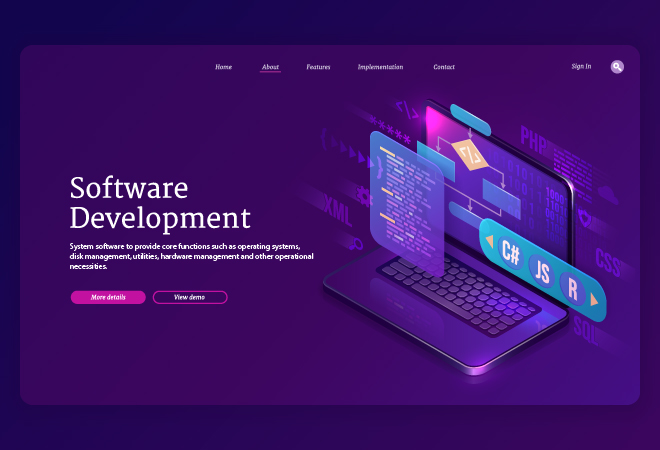 Home About Features Implementation Contact Sign In
Software
Development
System software to provide core functions such as operating systems,
disk management, utilities, hardware management and other operational
necessities.
More details View demo
</>
*****
PHP
</>
XML
C# JS R
CSS
SQL